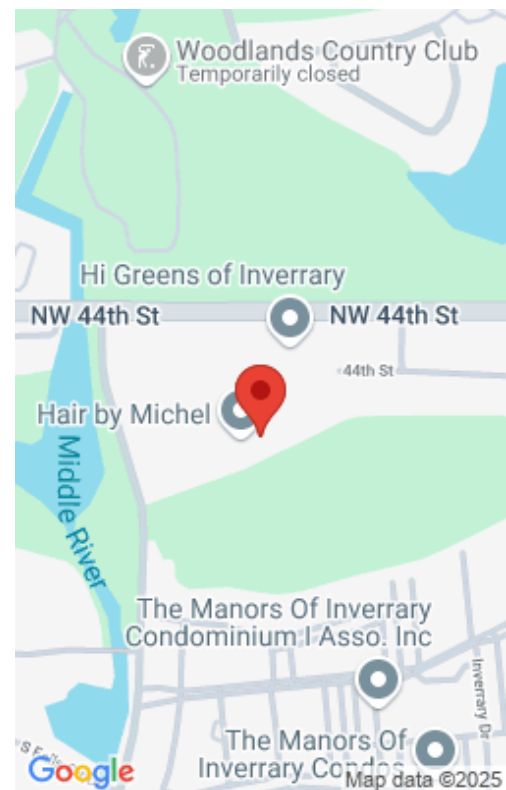 Woodlands Country Club
Temporarily closed
Hi Greens of Inverrary
NW 44th St
NW 44th St
44th St
Hair by Michel
Middle River
The Manors Of Inverrary
Condominium I Asso. Inc
Inverrary Dr
The Manors Of
Inverrary Condos
Google
Map data ©2025